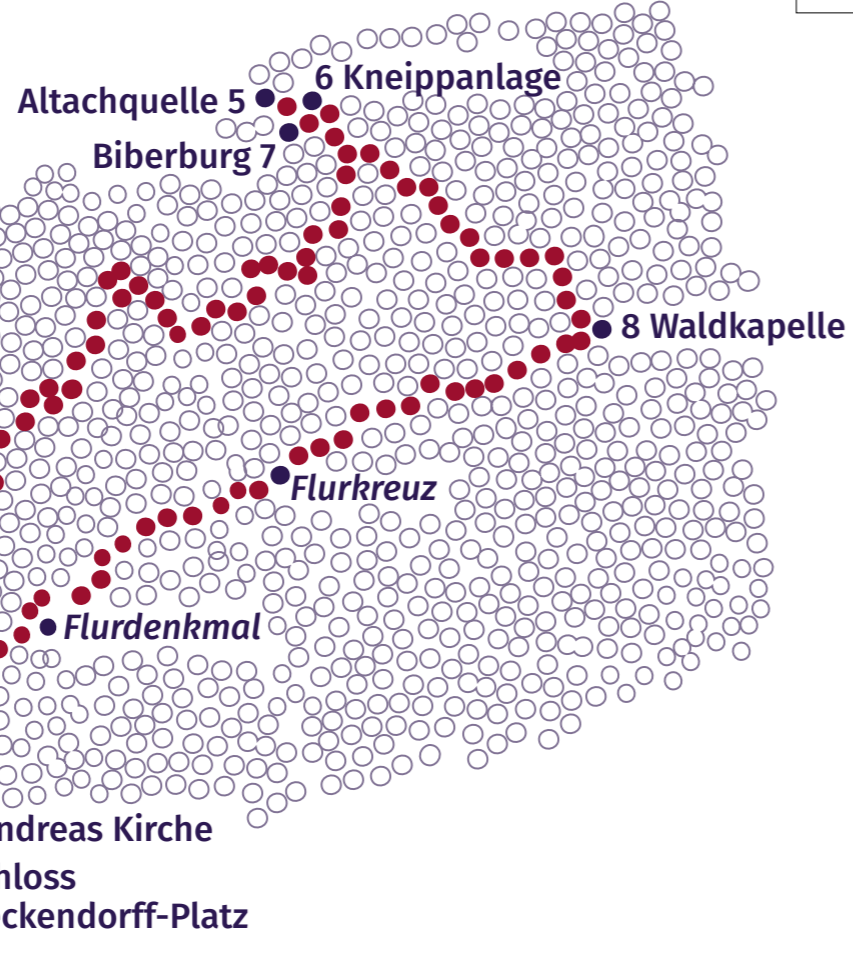 6 Kneippanlage
Altachquelle 5
Biberburg 7
8 Waldkapelle
Flurkreuz
Flurdenkmal
ndreas Kirche
hloss
ckendorff-Platz